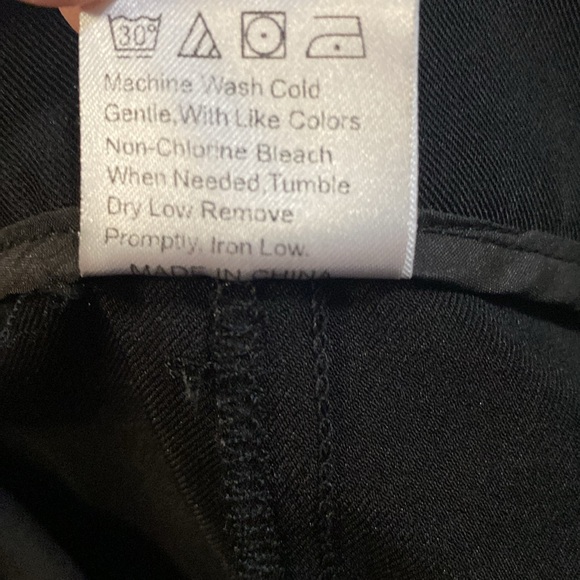 30°
Machine Wash Cold
Gentle,With Like Colors
Non-Chlorine Bleach
When Needed,Tumble
Dry Low Remove
Promptly, Iron Low.
MADE IN CHINA